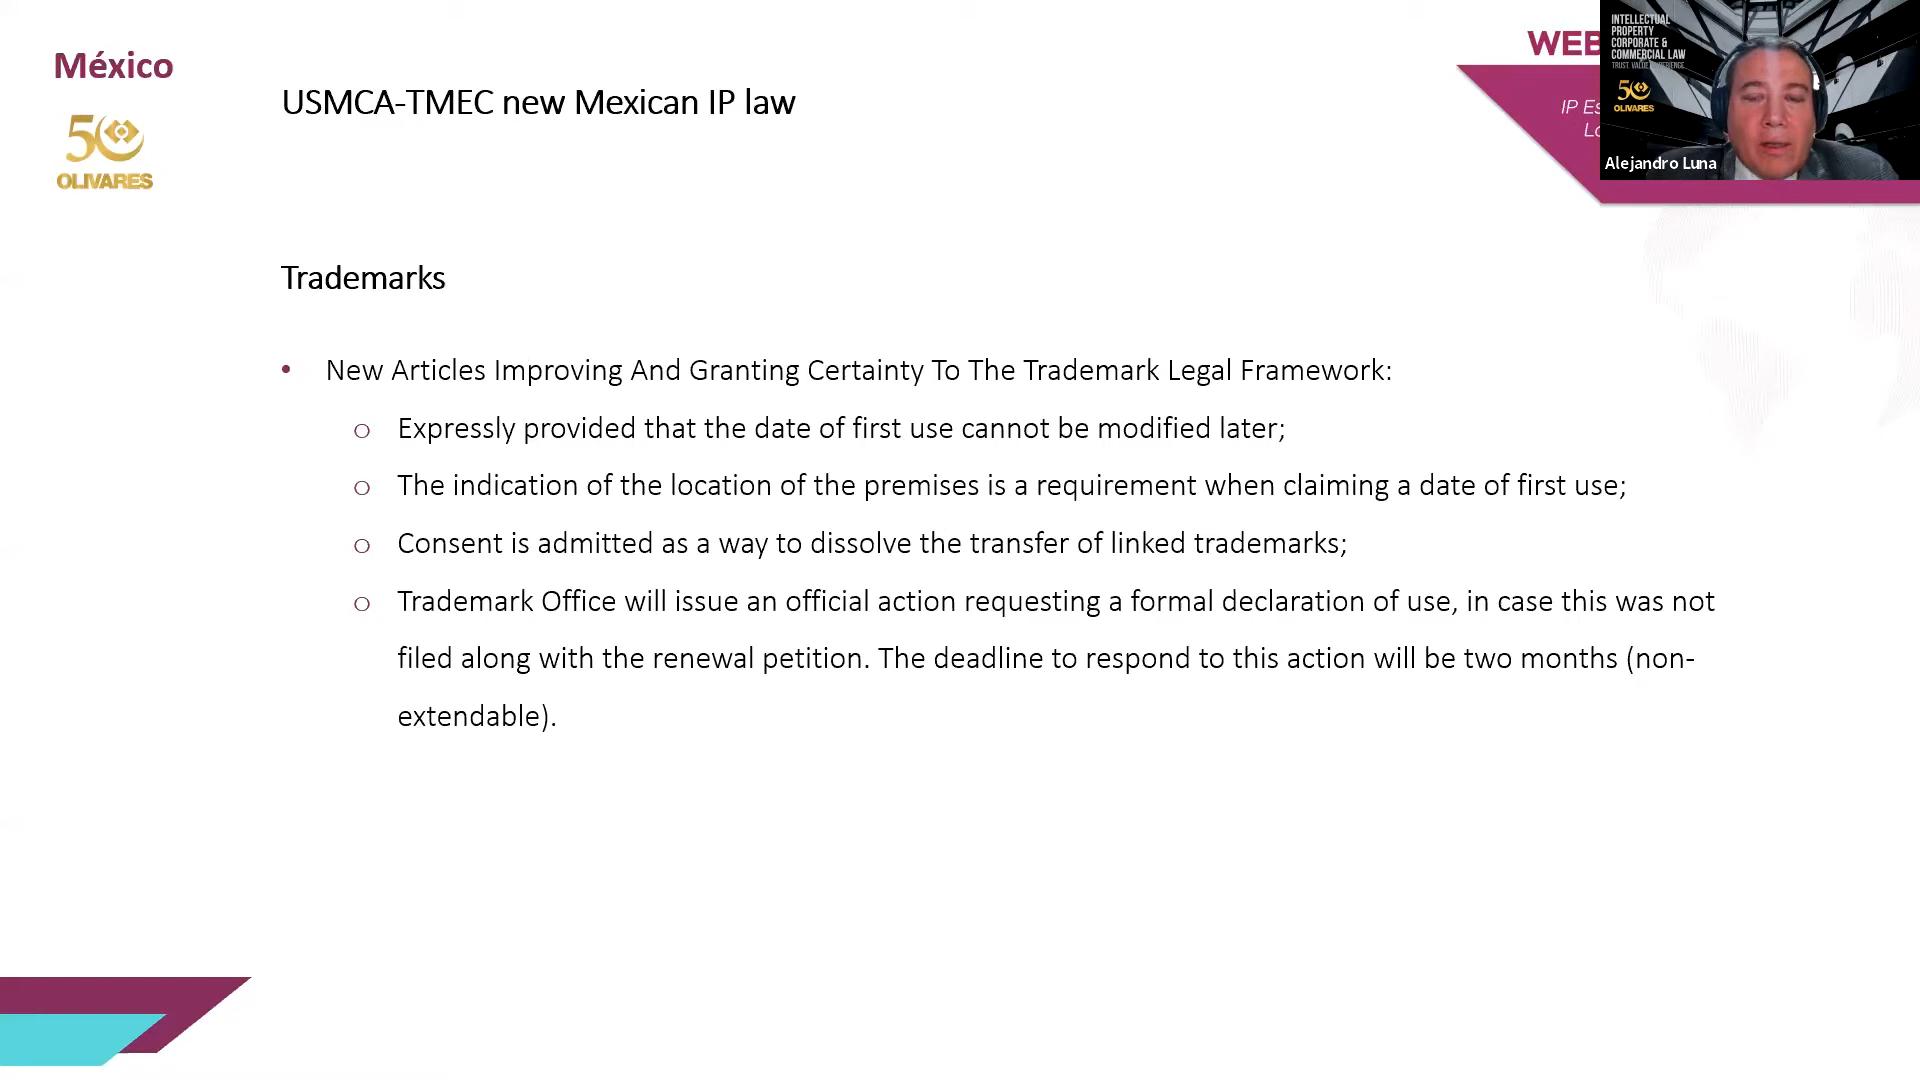 México
50
OLIVARES
USMCA-TMEC new Mexican IP law
WEB
IP Es
Lo
INTELLECTUAL
PROPERTY
CORPORATE &
COMMERCIAL LAW
TRUST. VALUE. EXPERIENCE
50
OLIVARES
Alejandro Luna
Trademarks
• New Articles Improving And Granting Certainty To The Trademark Legal Framework:
o Expressly provided that the date of first use cannot be modified later;
o The indication of the location of the premises is a requirement when claiming a date of first use;
o Consent is admitted as a way to dissolve the transfer of linked trademarks;
o Trademark Office will issue an official action requesting a formal declaration of use, in case this was not
filed along with the renewal petition. The deadline to respond to this action will be two months (non-
extendable).